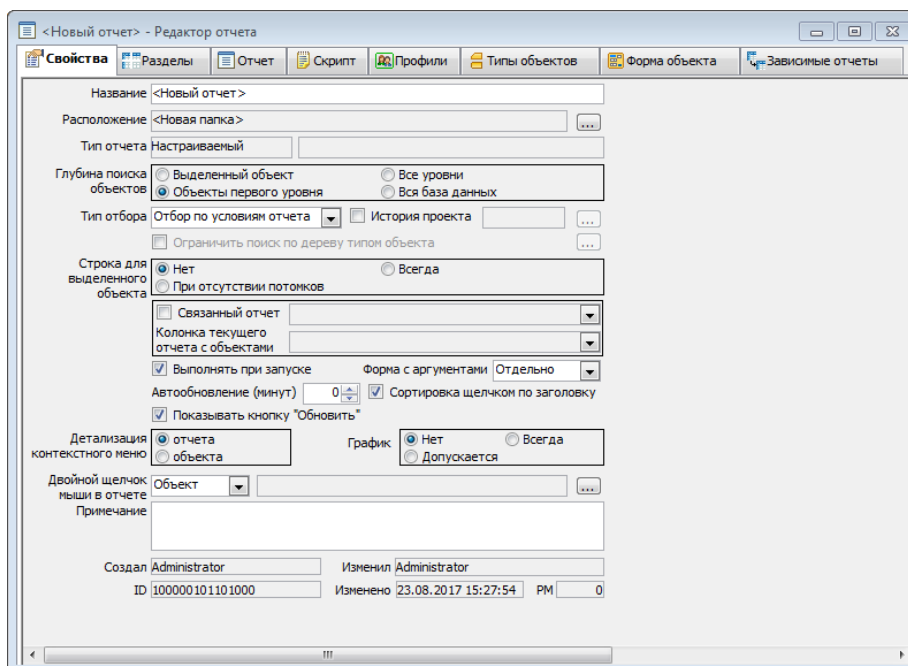 <Новый отчет> - Редактор отчета
Свойства Разделы Отчет Скрипт Профили Типы объектов Форма объекта Зависимые отчеты
Название <Новый отчет>
Расположение <Новая папка> ...
Тип отчета Настраиваемый
Глубина поиска объектов
Выделенный объект Все уровни
Объекты первого уровня Вся база данных
Тип отбора Отбор по условиям отчета История проекта ...
Ограничить поиск по дереву типом объекта ...
Строка для выделенного объекта
Нет Всегда
При отсутствии потомков
Связанный отчет
Колонка текущего
отчета с объектами
Выполнять при запуске Форма с аргументами Отдельно
Автообновление (минут) 0 Сортировка щелчком по заголовку
Показывать кнопку "Обновить"
Детализация контекстного меню
отчета
объекта
График
Нет Всегда
Допускается
Двойной щелчок
мыши в отчете
Объект ...
Примечание
Создал Administrator Изменил Administrator
ID 100000101101000 Изменено 23.08.2017 15:27:54 РМ 0